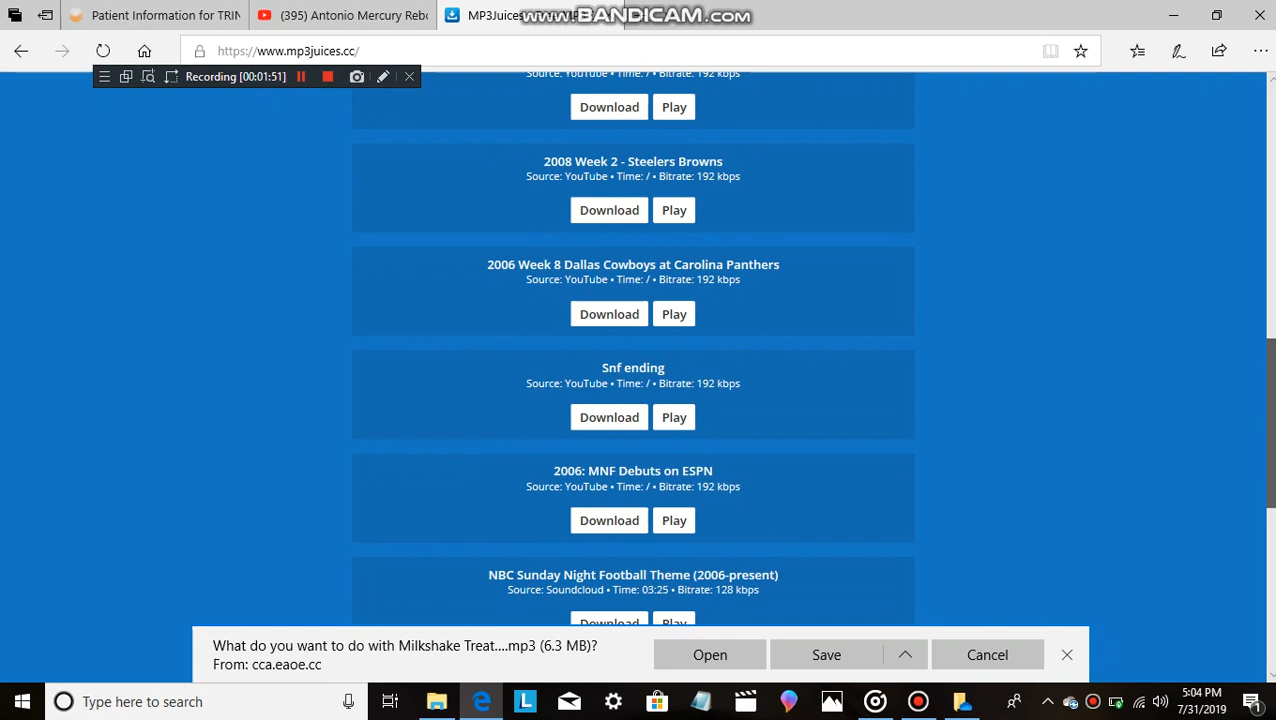 Patient Information for TRIN
(395) Antonio Mercury Rebo
MP3Juices
www.BANDICAM.com
https://www.mp3juices.cc/
Recording [00:01:51]
Source: YouTube • Time: / • Bitrate: 192 kbps
Download Play
2008 Week 2 - Steelers Browns
Source: YouTube • Time: / • Bitrate: 192 kbps
Download Play
2006 Week 8 Dallas Cowboys at Carolina Panthers
Source: YouTube • Time: / • Bitrate: 192 kbps
Download Play
Snf ending
Source: YouTube • Time: / • Bitrate: 192 kbps
Download Play
2006: MNF Debuts on ESPN
Source: YouTube • Time: / • Bitrate: 192 kbps
Download Play
NBC Sunday Night Football Theme (2006-present)
Source: Soundcloud • Time: 03:25 • Bitrate: 128 kbps
Download Play
What do you want to do with Milkshake Treat....mp3 (6.3 MB)?
From: cca.eaoe.cc
Open Save Cancel
Type here to search
L
5:04 PM
7/31/2019
1